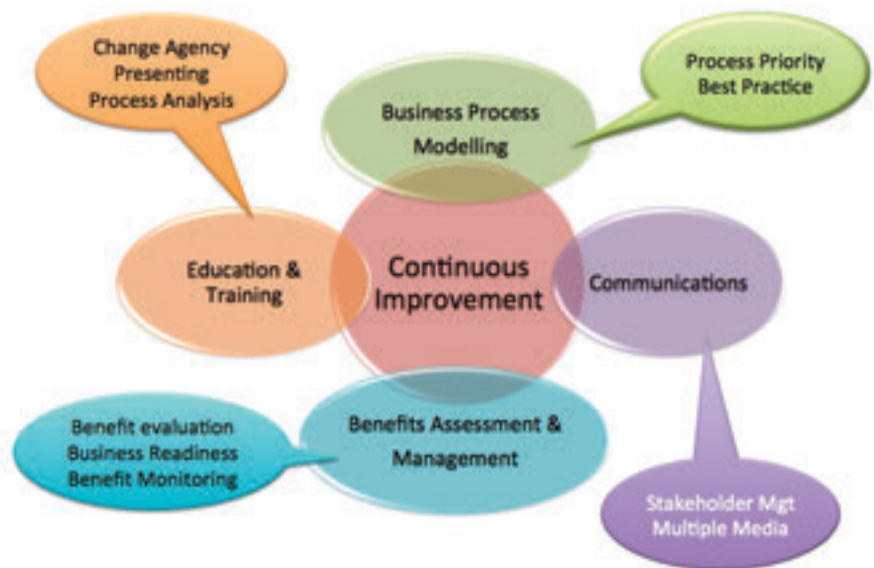 Change Agency
Presenting
Process Analysis
Process Priority
Best Practice
Business Process
Modelling
Education &
Training
Continuous
Improvement
Communications
Benefit evaluation
Business Readiness
Benefit Monitoring
Benefits Assessment &
Management
Stakeholder Mgt
Multiple Media